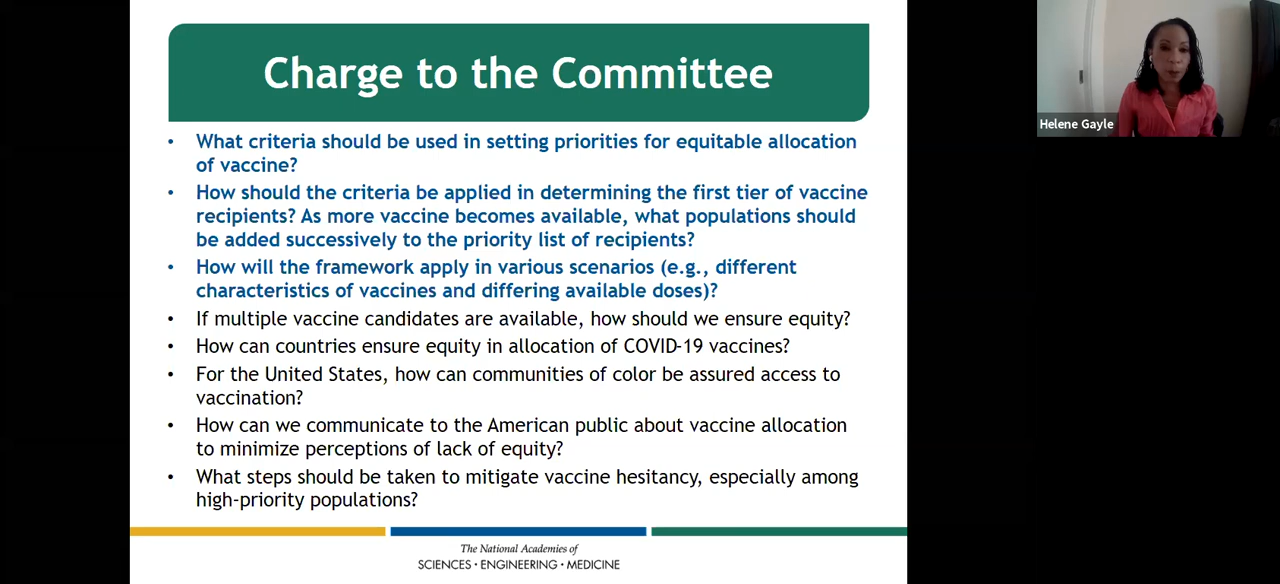 Charge to the Committee
• What criteria should be used in setting priorities for equitable allocation
of vaccine?
• How should the criteria be applied in determining the first tier of vaccine
recipients? As more vaccine becomes available, what populations should
be added successively to the priority list of recipients?
• How will the framework apply in various scenarios (e.g., different
characteristics of vaccines and differing available doses)?
• If multiple vaccine candidates are available, how should we ensure equity?
• How can countries ensure equity in allocation of COVID-19 vaccines?
• For the United States, how can communities of color be assured access to
vaccination?
• How can we communicate to the American public about vaccine allocation
to minimize perceptions of lack of equity?
• What steps should be taken to mitigate vaccine hesitancy, especially among
high-priority populations?
The National Academies of
SCIENCES • ENGINEERING • MEDICINE
Helene Gayle